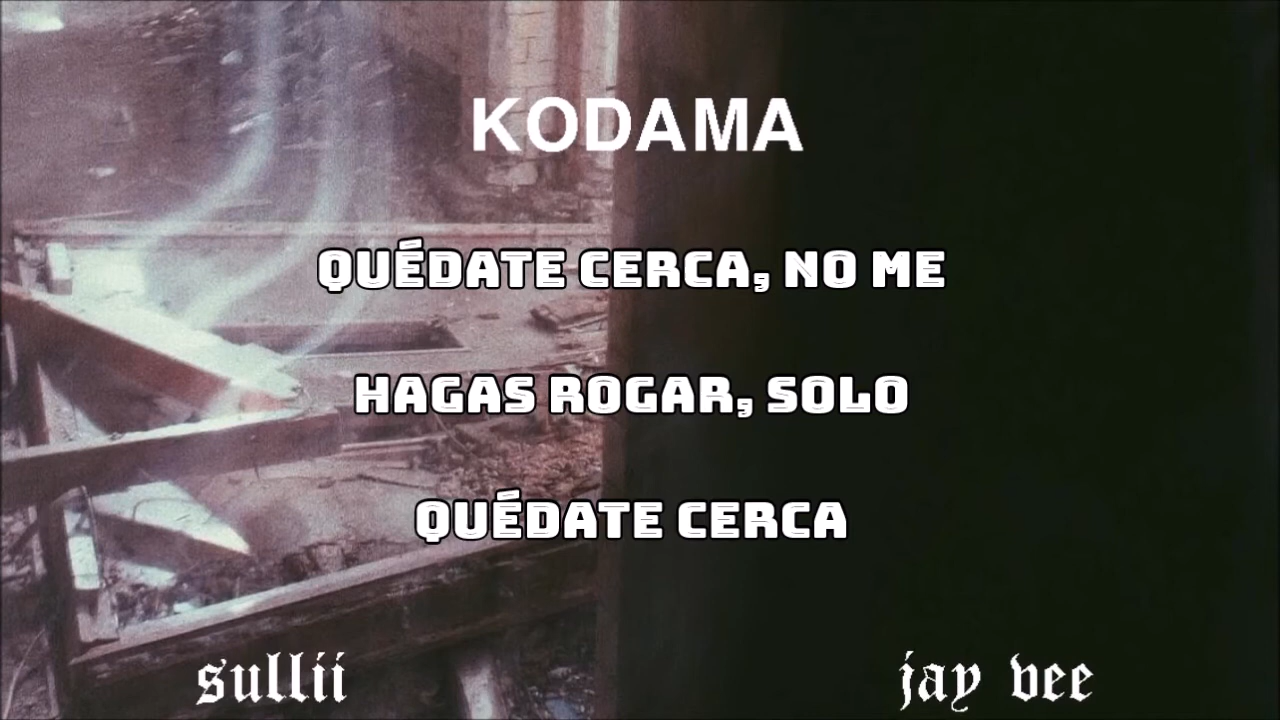 KODAMA
QUÉDATE CERCA, NO ME
HAGAS ROGAR, SOLO
QUÉDATE CERCA
sullii
jay vee